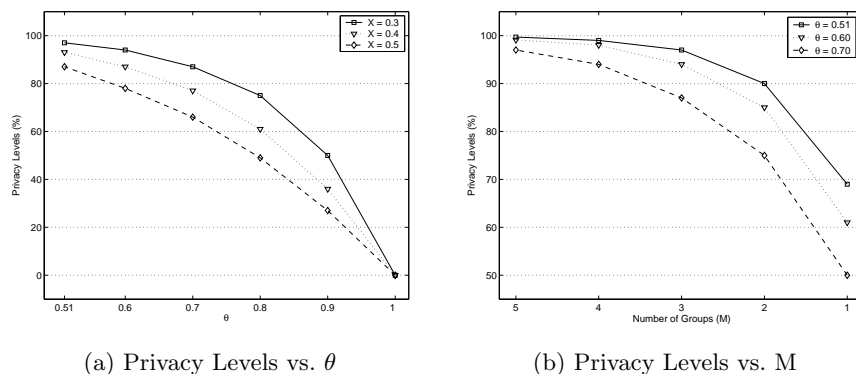 X = 0.3
X = 0.4
X = 0.5
100
80
60
40
20
0
Privacy Levels (%)
0.51 0.6 0.7 0.8 0.9 1
θ
(a) Privacy Levels vs. θ
θ = 0.51
θ = 0.60
θ = 0.70
100
90
80
70
60
50
Privacy Levels (%)
5 4 3 2 1
Number of Groups (M)
(b) Privacy Levels vs. M